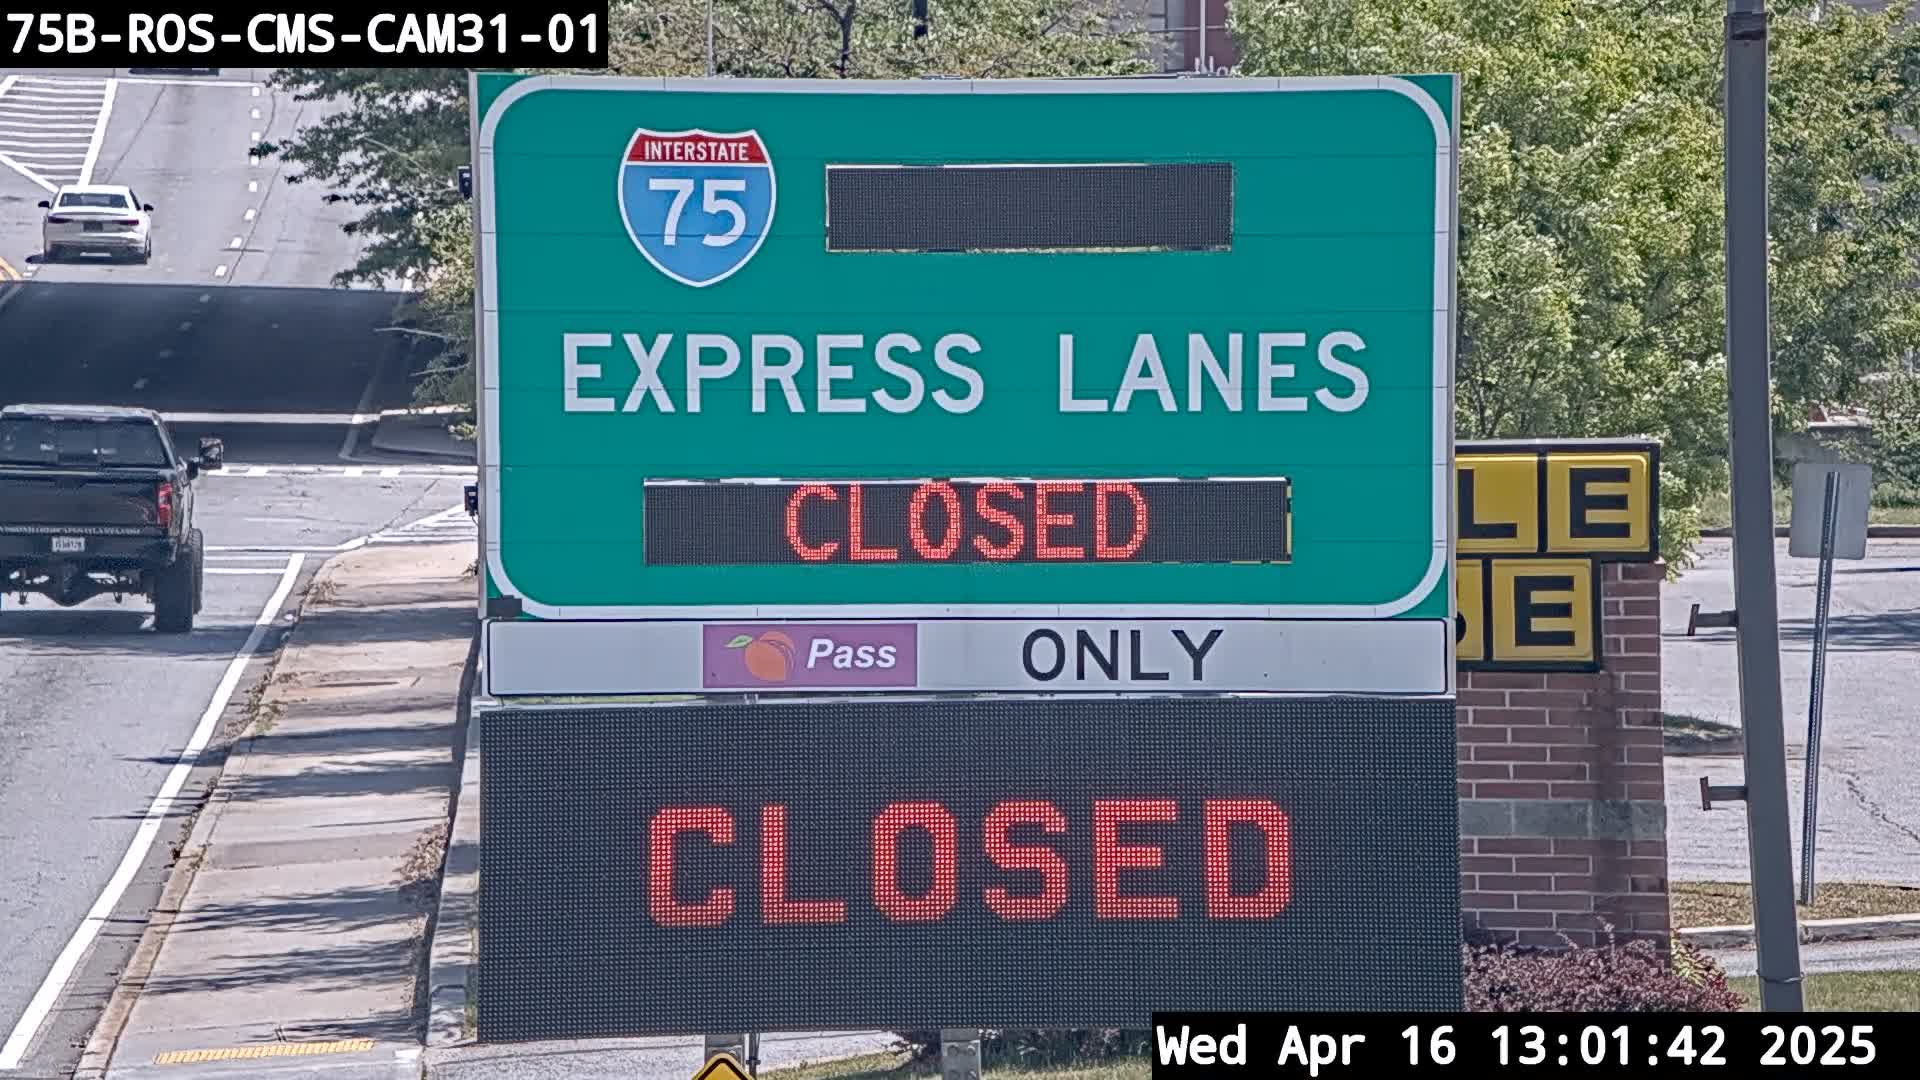 75B-ROS-CMS-CAM31-01
INTERSTATE
75
EXPRESS LANES
CLOSED
Pass ONLY
CLOSED
LE
E
Wed Apr 16 13:01:42 2025